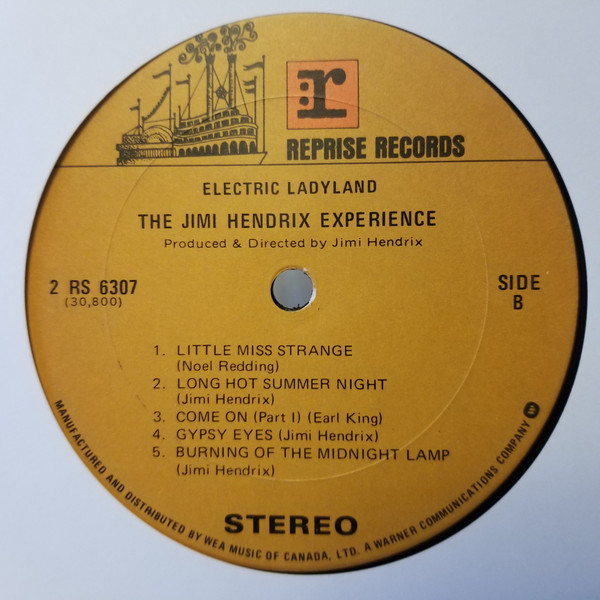 r
REPRISE RECORDS
ELECTRIC LADYLAND
THE JIMI HENDRIX EXPERIENCE
Produced & Directed by Jimi Hendrix
2 RS 6307
(30,800)
SIDE
B
1. LITTLE MISS STRANGE
(Noel Redding)
2. LONG HOT SUMMER NIGHT
(Jimi Hendrix)
3. COME ON (Part I) (Earl King)
4. GYPSY EYES (Jimi Hendrix)
5. BURNING OF THE MIDNIGHT LAMP
(Jimi Hendrix)
STEREO
MANUFACTURED AND DISTRIBUTED BY WEA MUSIC OF CANADA, LTD. A WARNER COMMUNICATIONS COMPANY